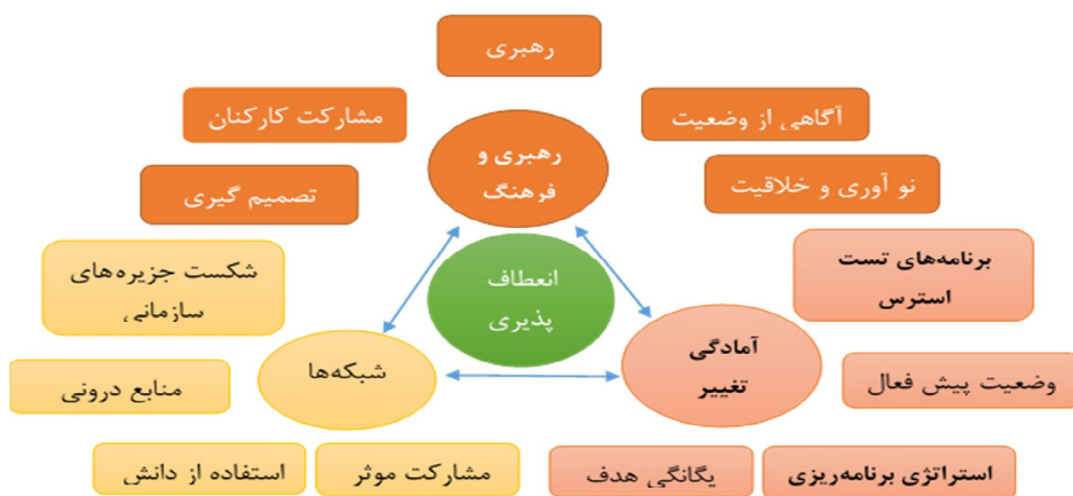 رهبری
آگاهی از وضعیت
مشارکت کارکنان
رهبری و
فرهنگ
نو آوری و خلاقیت
تصمیم گیری
برنامه‌های تست
استرس
شکست جزیره‌های
سازمانی
انعطاف
پذیری
آمادگی
تغییر
شبکه‌ها
وضعیت پیش فعال
منابع درونی
استراتژی برنامه‌ریزی
یگانگی هدف
مشارکت موثر
استفاده از دانش